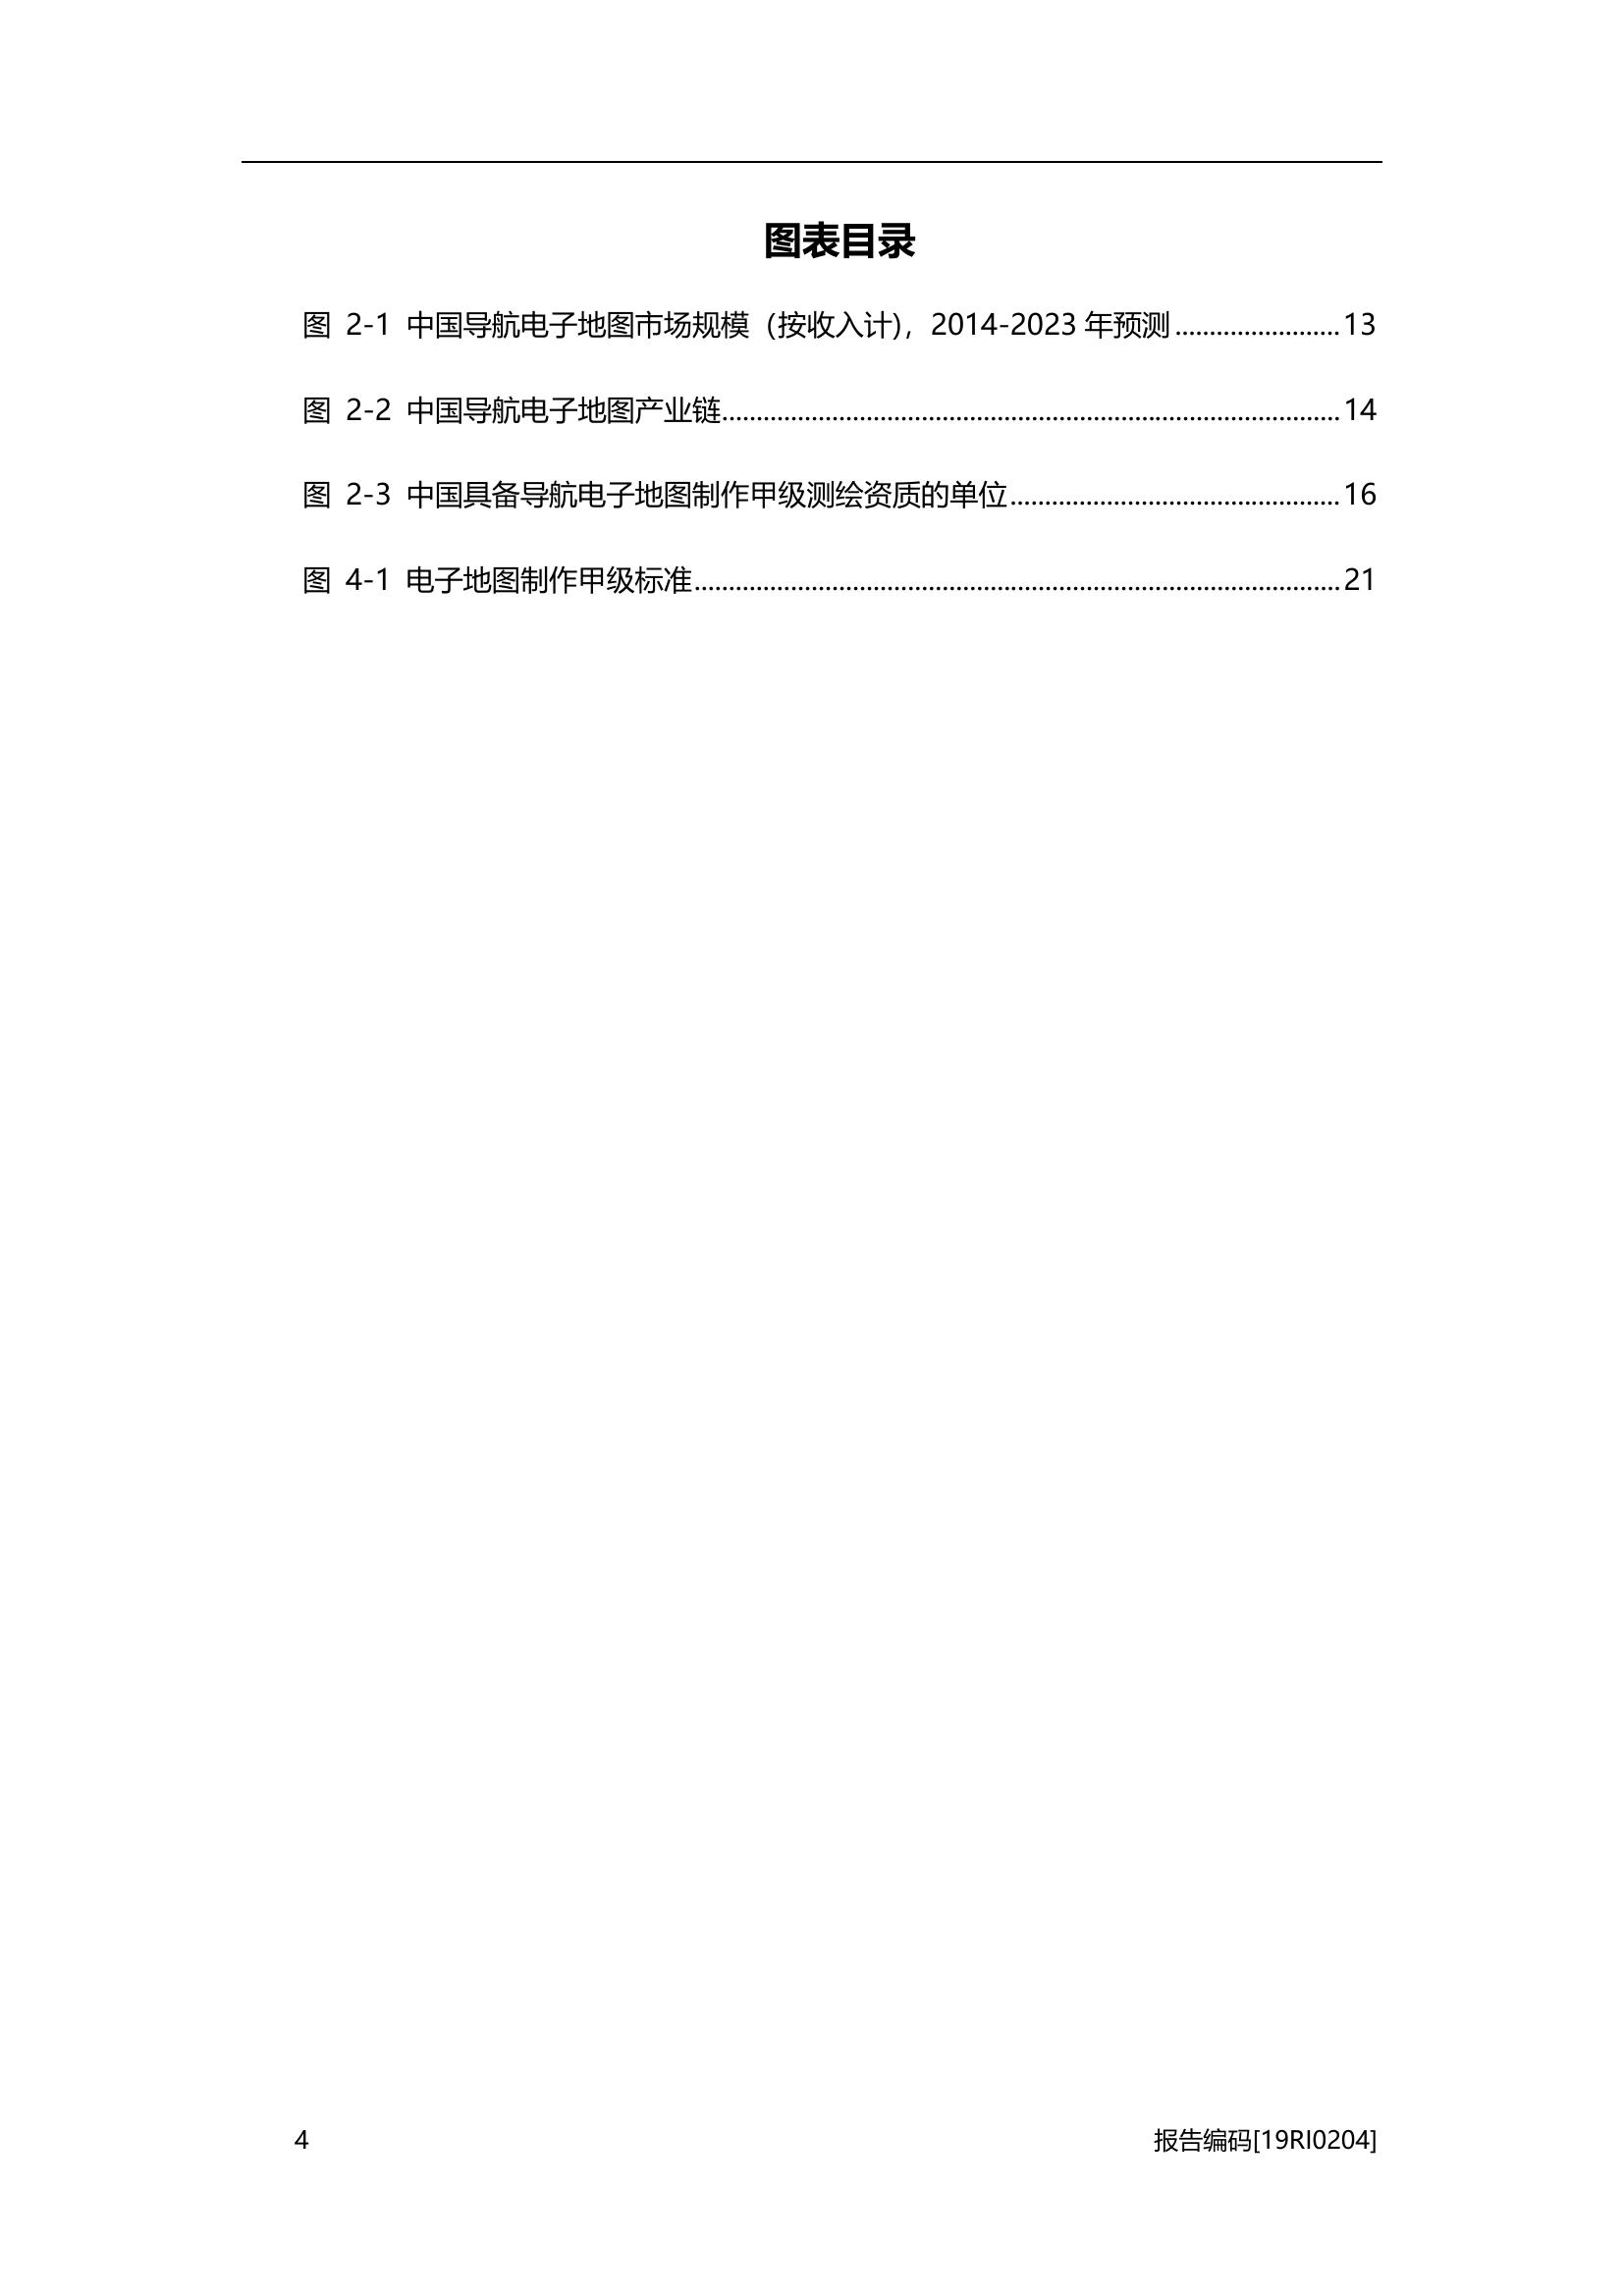 图表目录
图 2-1 中国导航电子地图市场规模（按收入计），2014-2023 年预测........................13
图 2-2 中国导航电子地图产业链..........................................................................................14
图 2-3 中国具备导航电子地图制作甲级测绘资质的单位................................................16
图 4-1 电子地图制作甲级标准..............................................................................................21
4 报告编码[19RI0204]